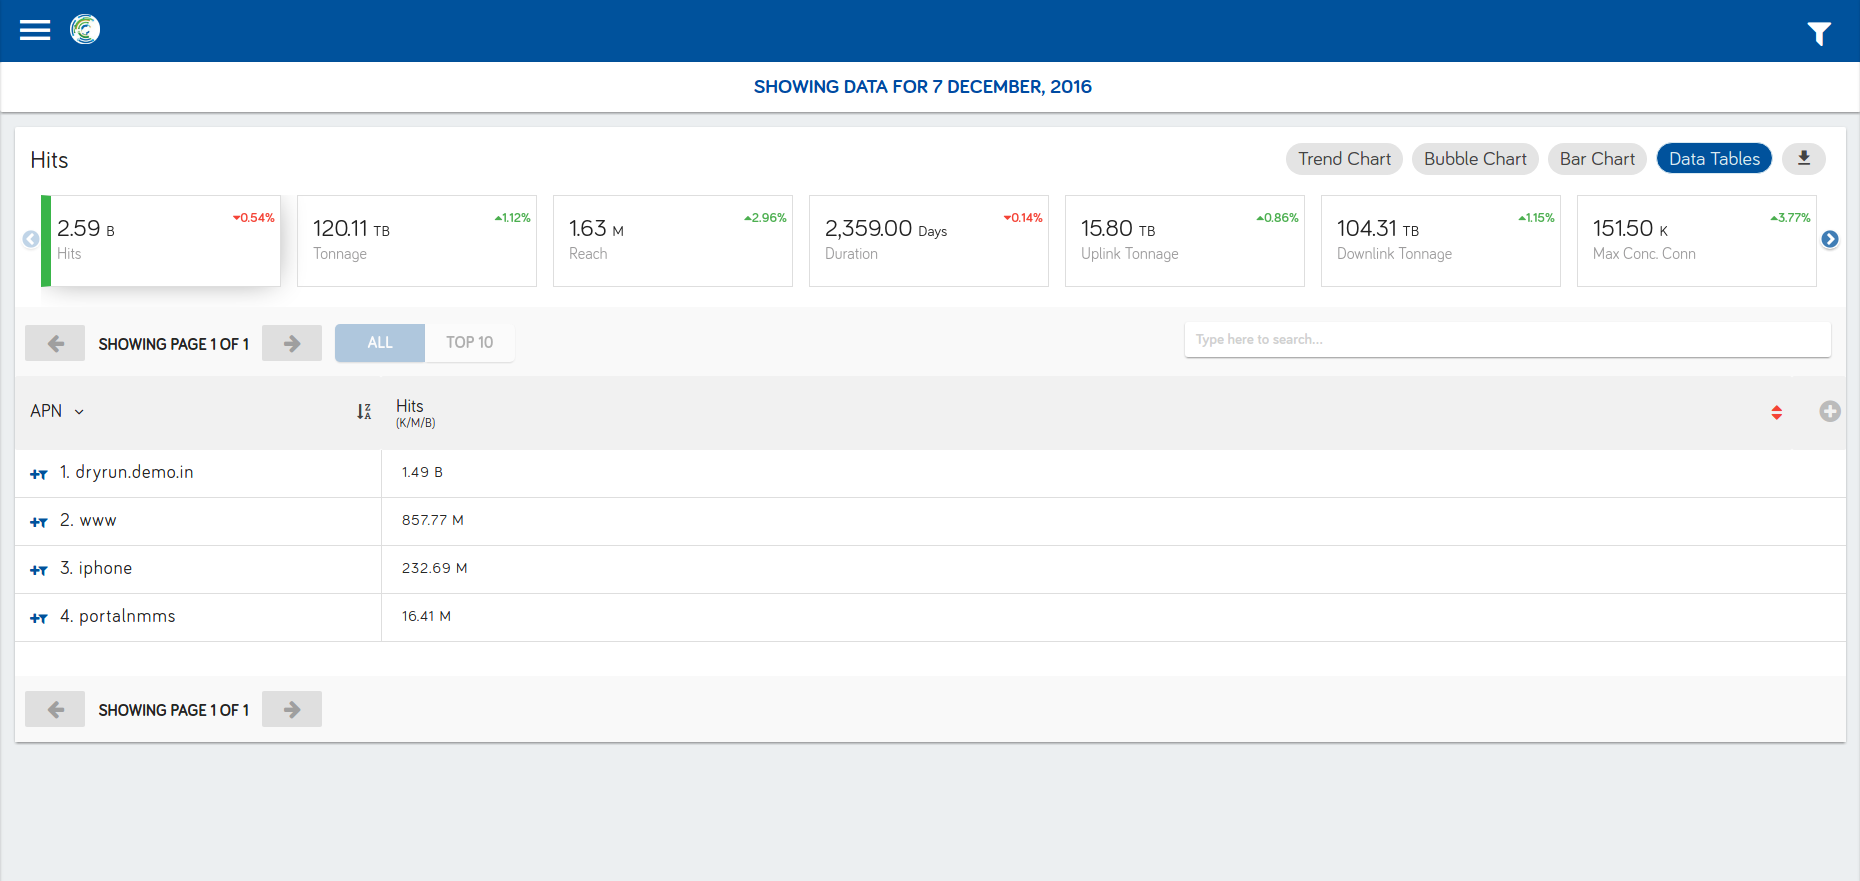 SHOWING DATA FOR 7 DECEMBER, 2016
Hits
Trend Chart
Bubble Chart
Bar Chart
Data Tables
2.59 B
0.54%
Hits
120.11 TB
1.12%
Tonnage
1.63 M
2.96%
Reach
2,359.00 Days
0.14%
Duration
15.80 TB
0.86%
Uplink Tonnage
104.31 TB
1.15%
Downlink Tonnage
151.50 K
3.77%
Max Conc. Conn
SHOWING PAGE 1 OF 1
ALL
TOP 10
Type here to search...
APN
Z
A
Hits
(K/M/B)
1. dryrun.demo.in
1.49 B
2. www
857.77 M
3. iphone
232.69 M
4. portalnmms
16.41 M
SHOWING PAGE 1 OF 1